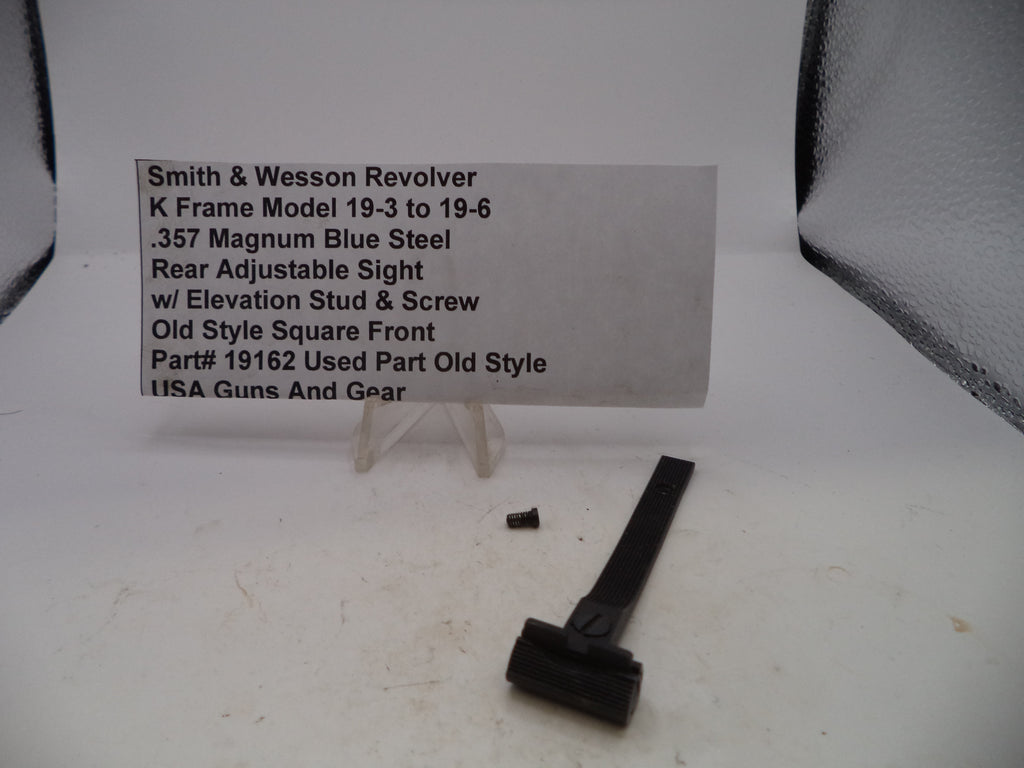 Smith & Wesson Revolver
K Frame Model 19-3 to 19-6
.357 Magnum Blue Steel
Rear Adjustable Sight
w/ Elevation Stud & Screw
Old Style Square Front
Part# 19162 Used Part Old Style
USA Guns And Gear